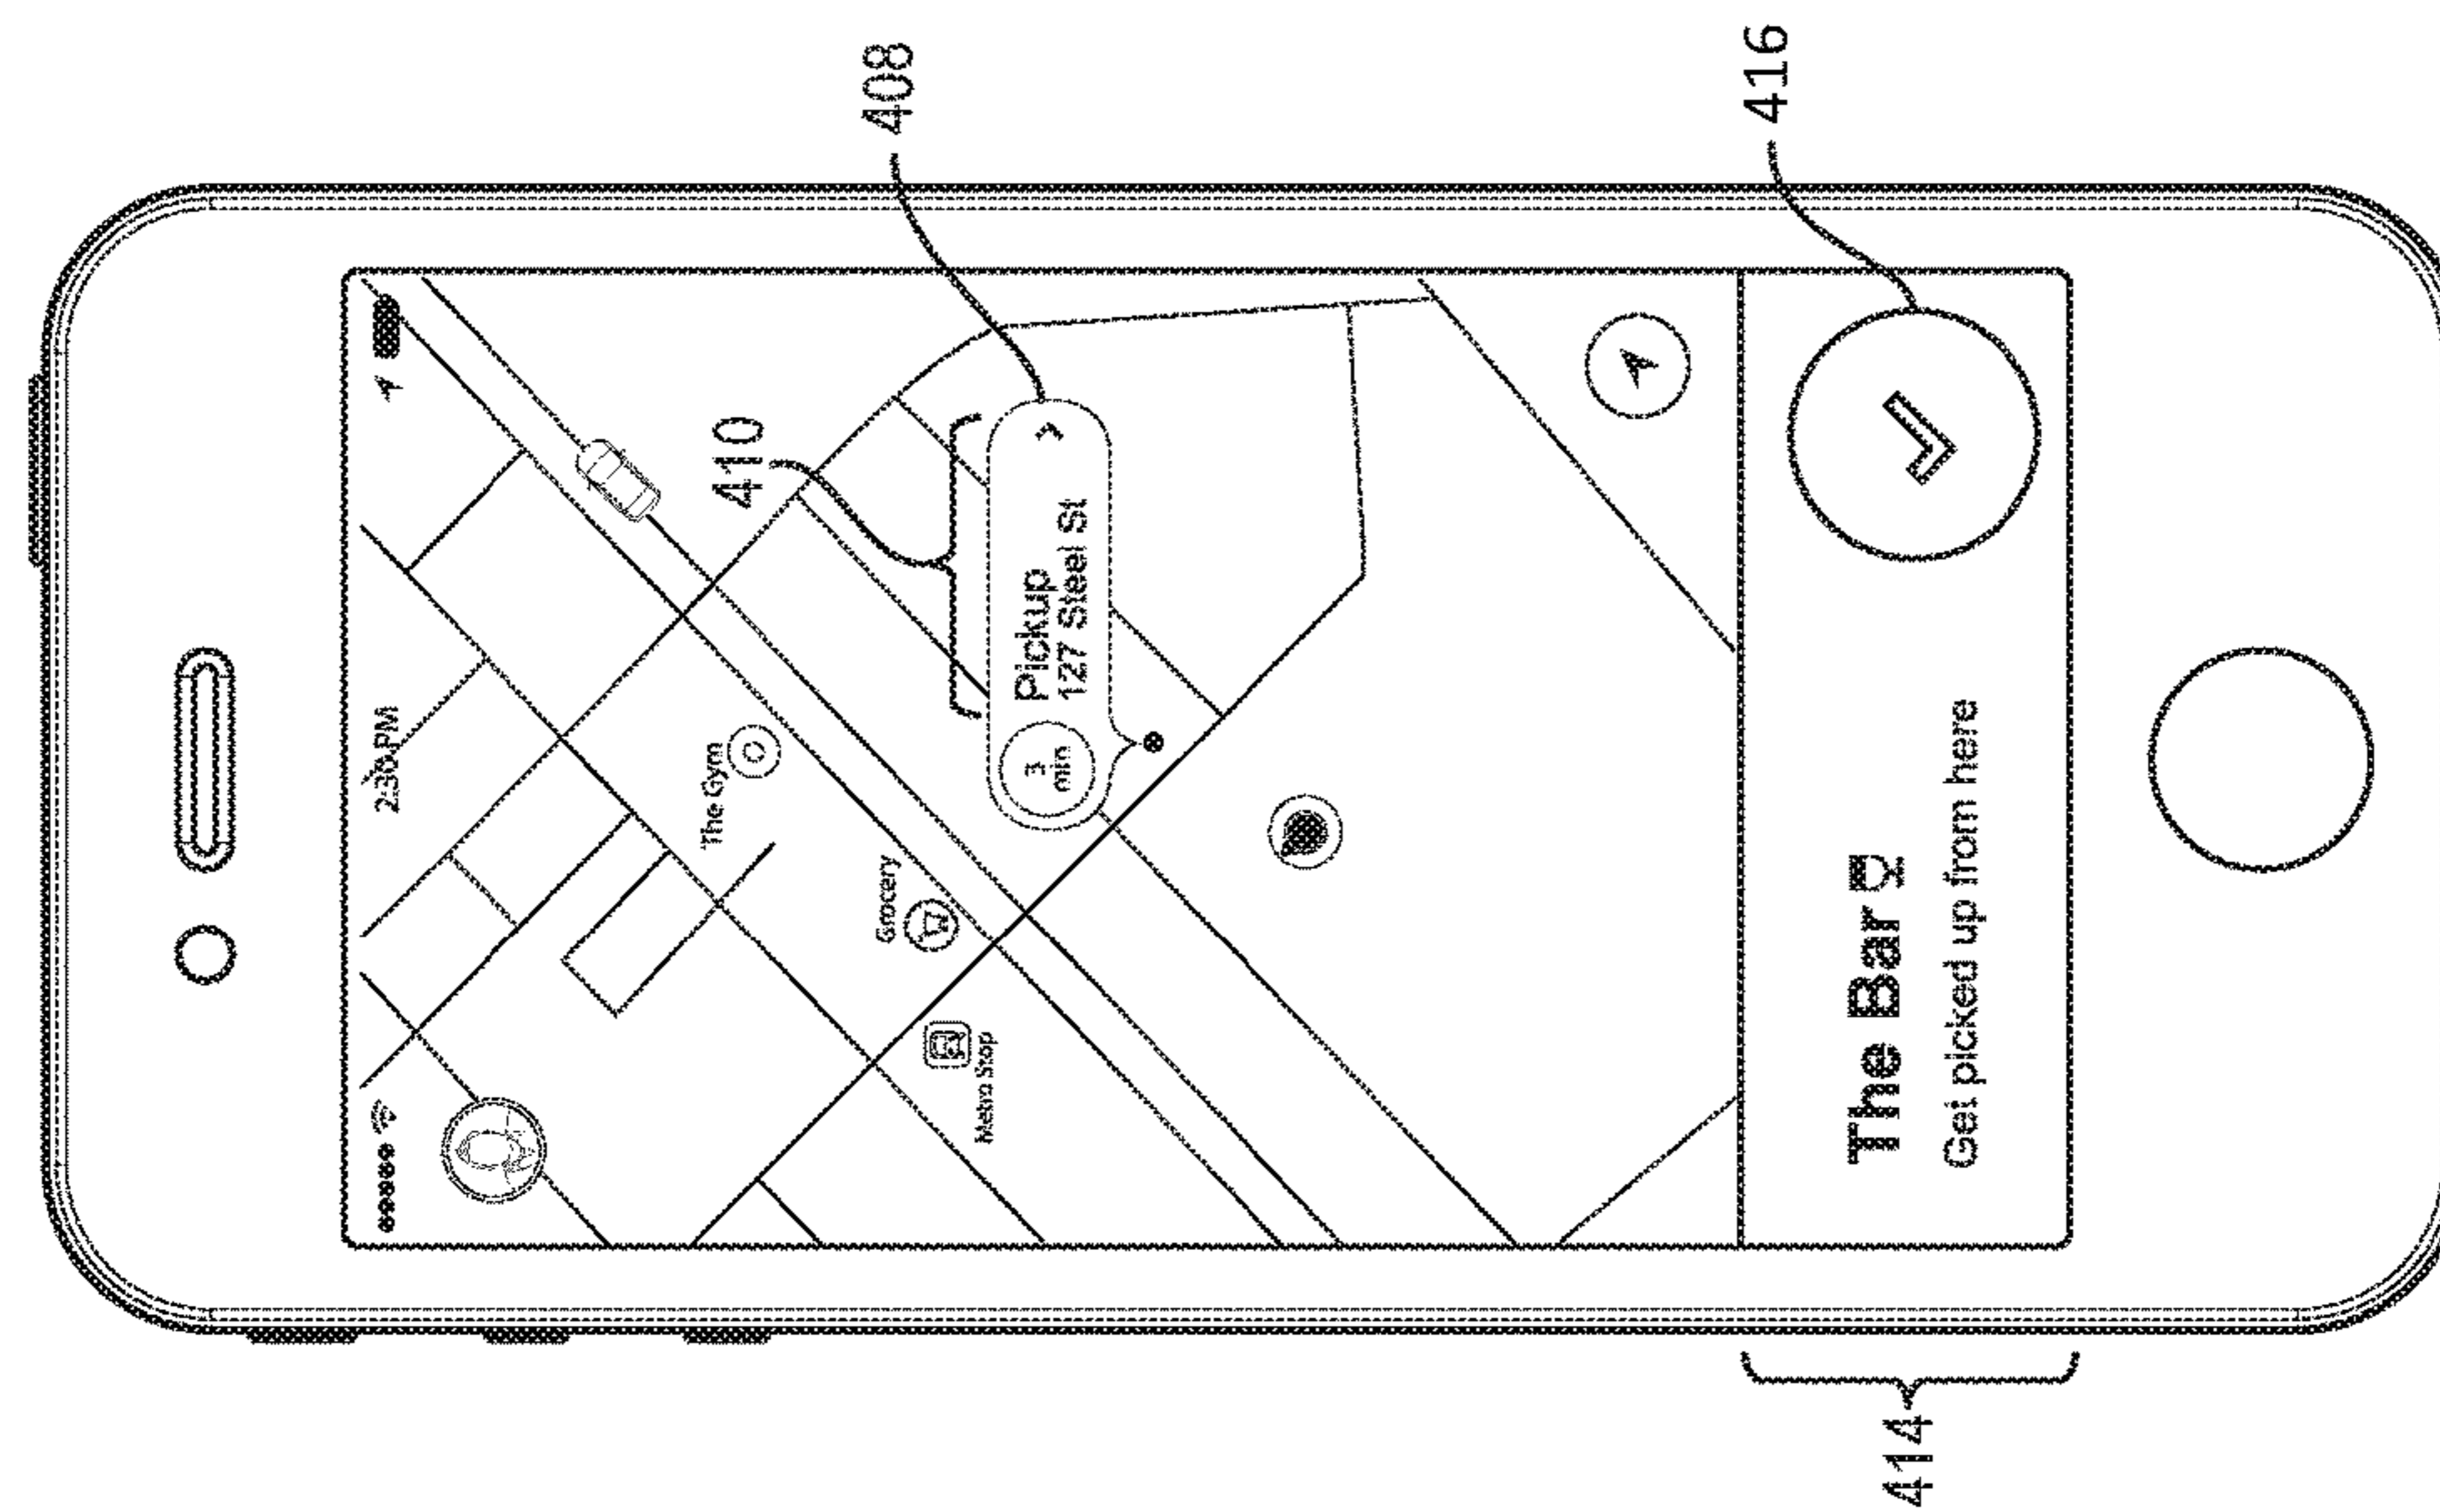 2:30 PM
The Gym
410
408
Grocery
3
min
Pickup
127 Steel St
Metro Stop
The Bar
Get picked up from here
416
414